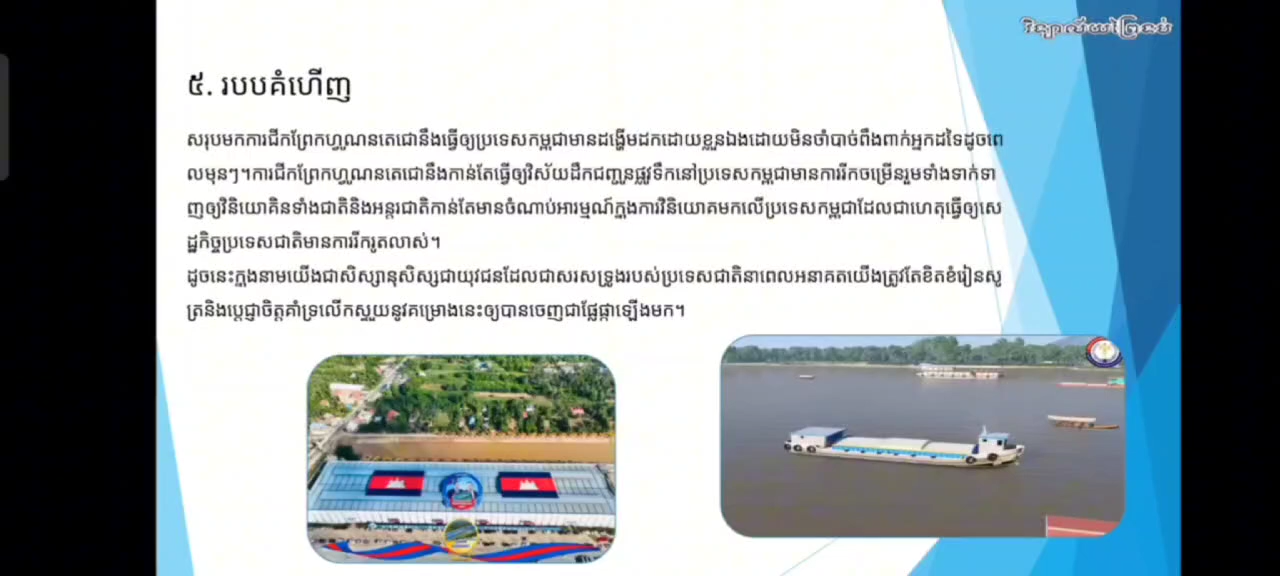 វិទ្យាល័យព្រែកប់
៥. របបគំហើញ
សរុបមកការជីកព្រែកហ្វូណនតេជោនឹងធ្វើឲ្យប្រទេសកម្ពុជាមានដង្ហើមដកដោយខ្លួនឯងដោយមិនចាំបាច់ពឹងពាក់អ្នកដទៃដូចពេ
លមុនៗ។ការជីកព្រែកហ្វូណនតេជោនឹងកាន់តែធ្វើឲ្យវិស័យដឹកជញ្ជូនផ្លូវទឹកនៅប្រទេសកម្ពុជាមានការរីកចម្រើនរួមទាំងទាក់ទា
ញឲ្យវិនិយោគិនទាំងជាតិនិងអន្តរជាតិកាន់តែមានចំណាប់អារម្មណ៍ក្នុងការវិនិយោគមកលើប្រទេសកម្ពុជាដែលជាហេតុធ្វើឲ្យសេ
ដ្ឋកិច្ចប្រទេសជាតិមានការរីករូតលាស់។
ដូចនេះក្នុងនាមយើងជាសិស្សានុសិស្សជាយុវជនដែលជាសរសទ្រូងរបស់ប្រទេសជាតិនាពេលអនាគតយើងត្រូវតែខិតខំរៀនសូ
ត្រនិងប្តេជ្ញាចិត្តគាំទ្រលើកស្ទួយនូវគម្រោងនេះឲ្យបានចេញជាផ្លែផ្កាឡើងមក។